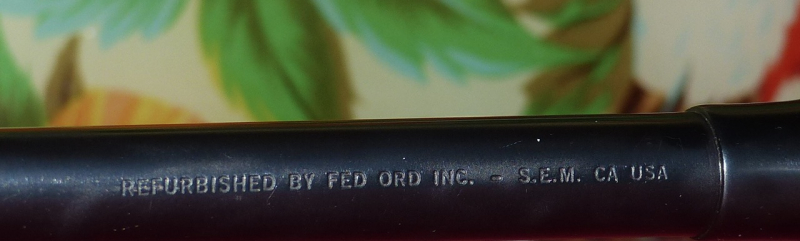 REFURBISHED BY FED ORD INC. - S.E.M. CA USA